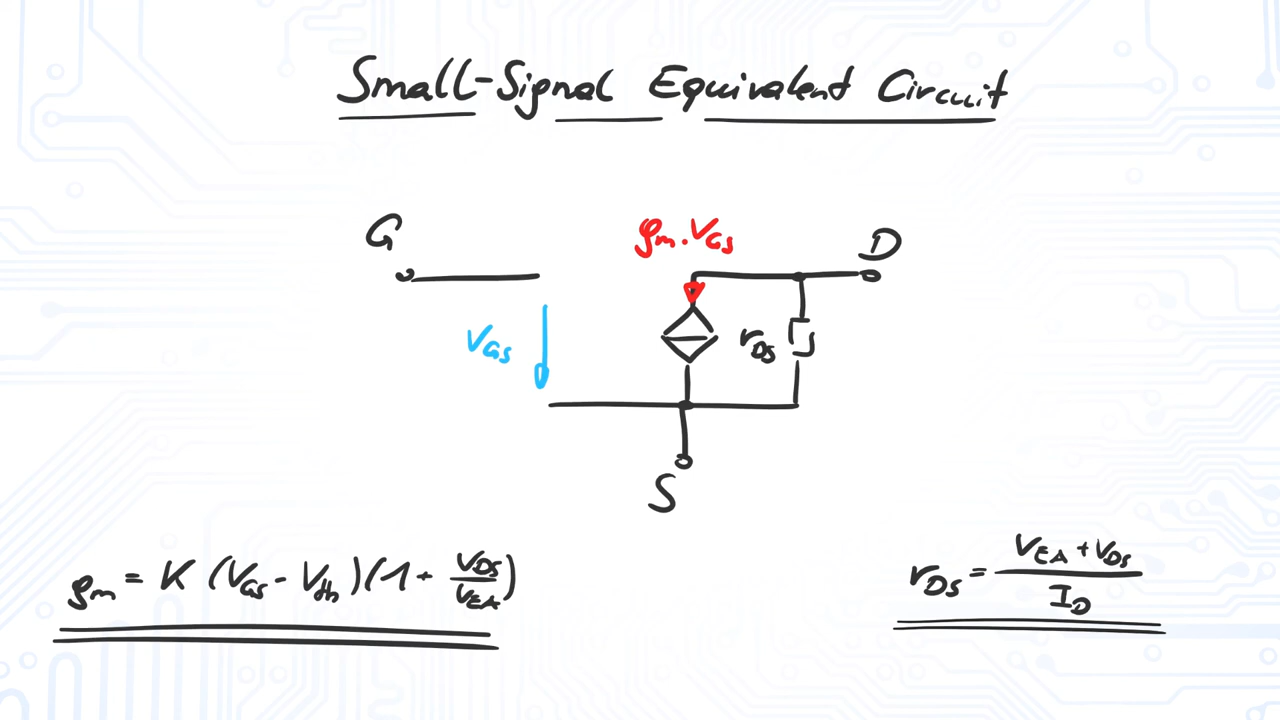 Small-Signal Equivalent Circuit
G
gm·VGS
D
VGS
rDS
S
gm = K (VGS - Vth)(1 + VDS/VEA)
rDS = (VEA + VDS)/ID